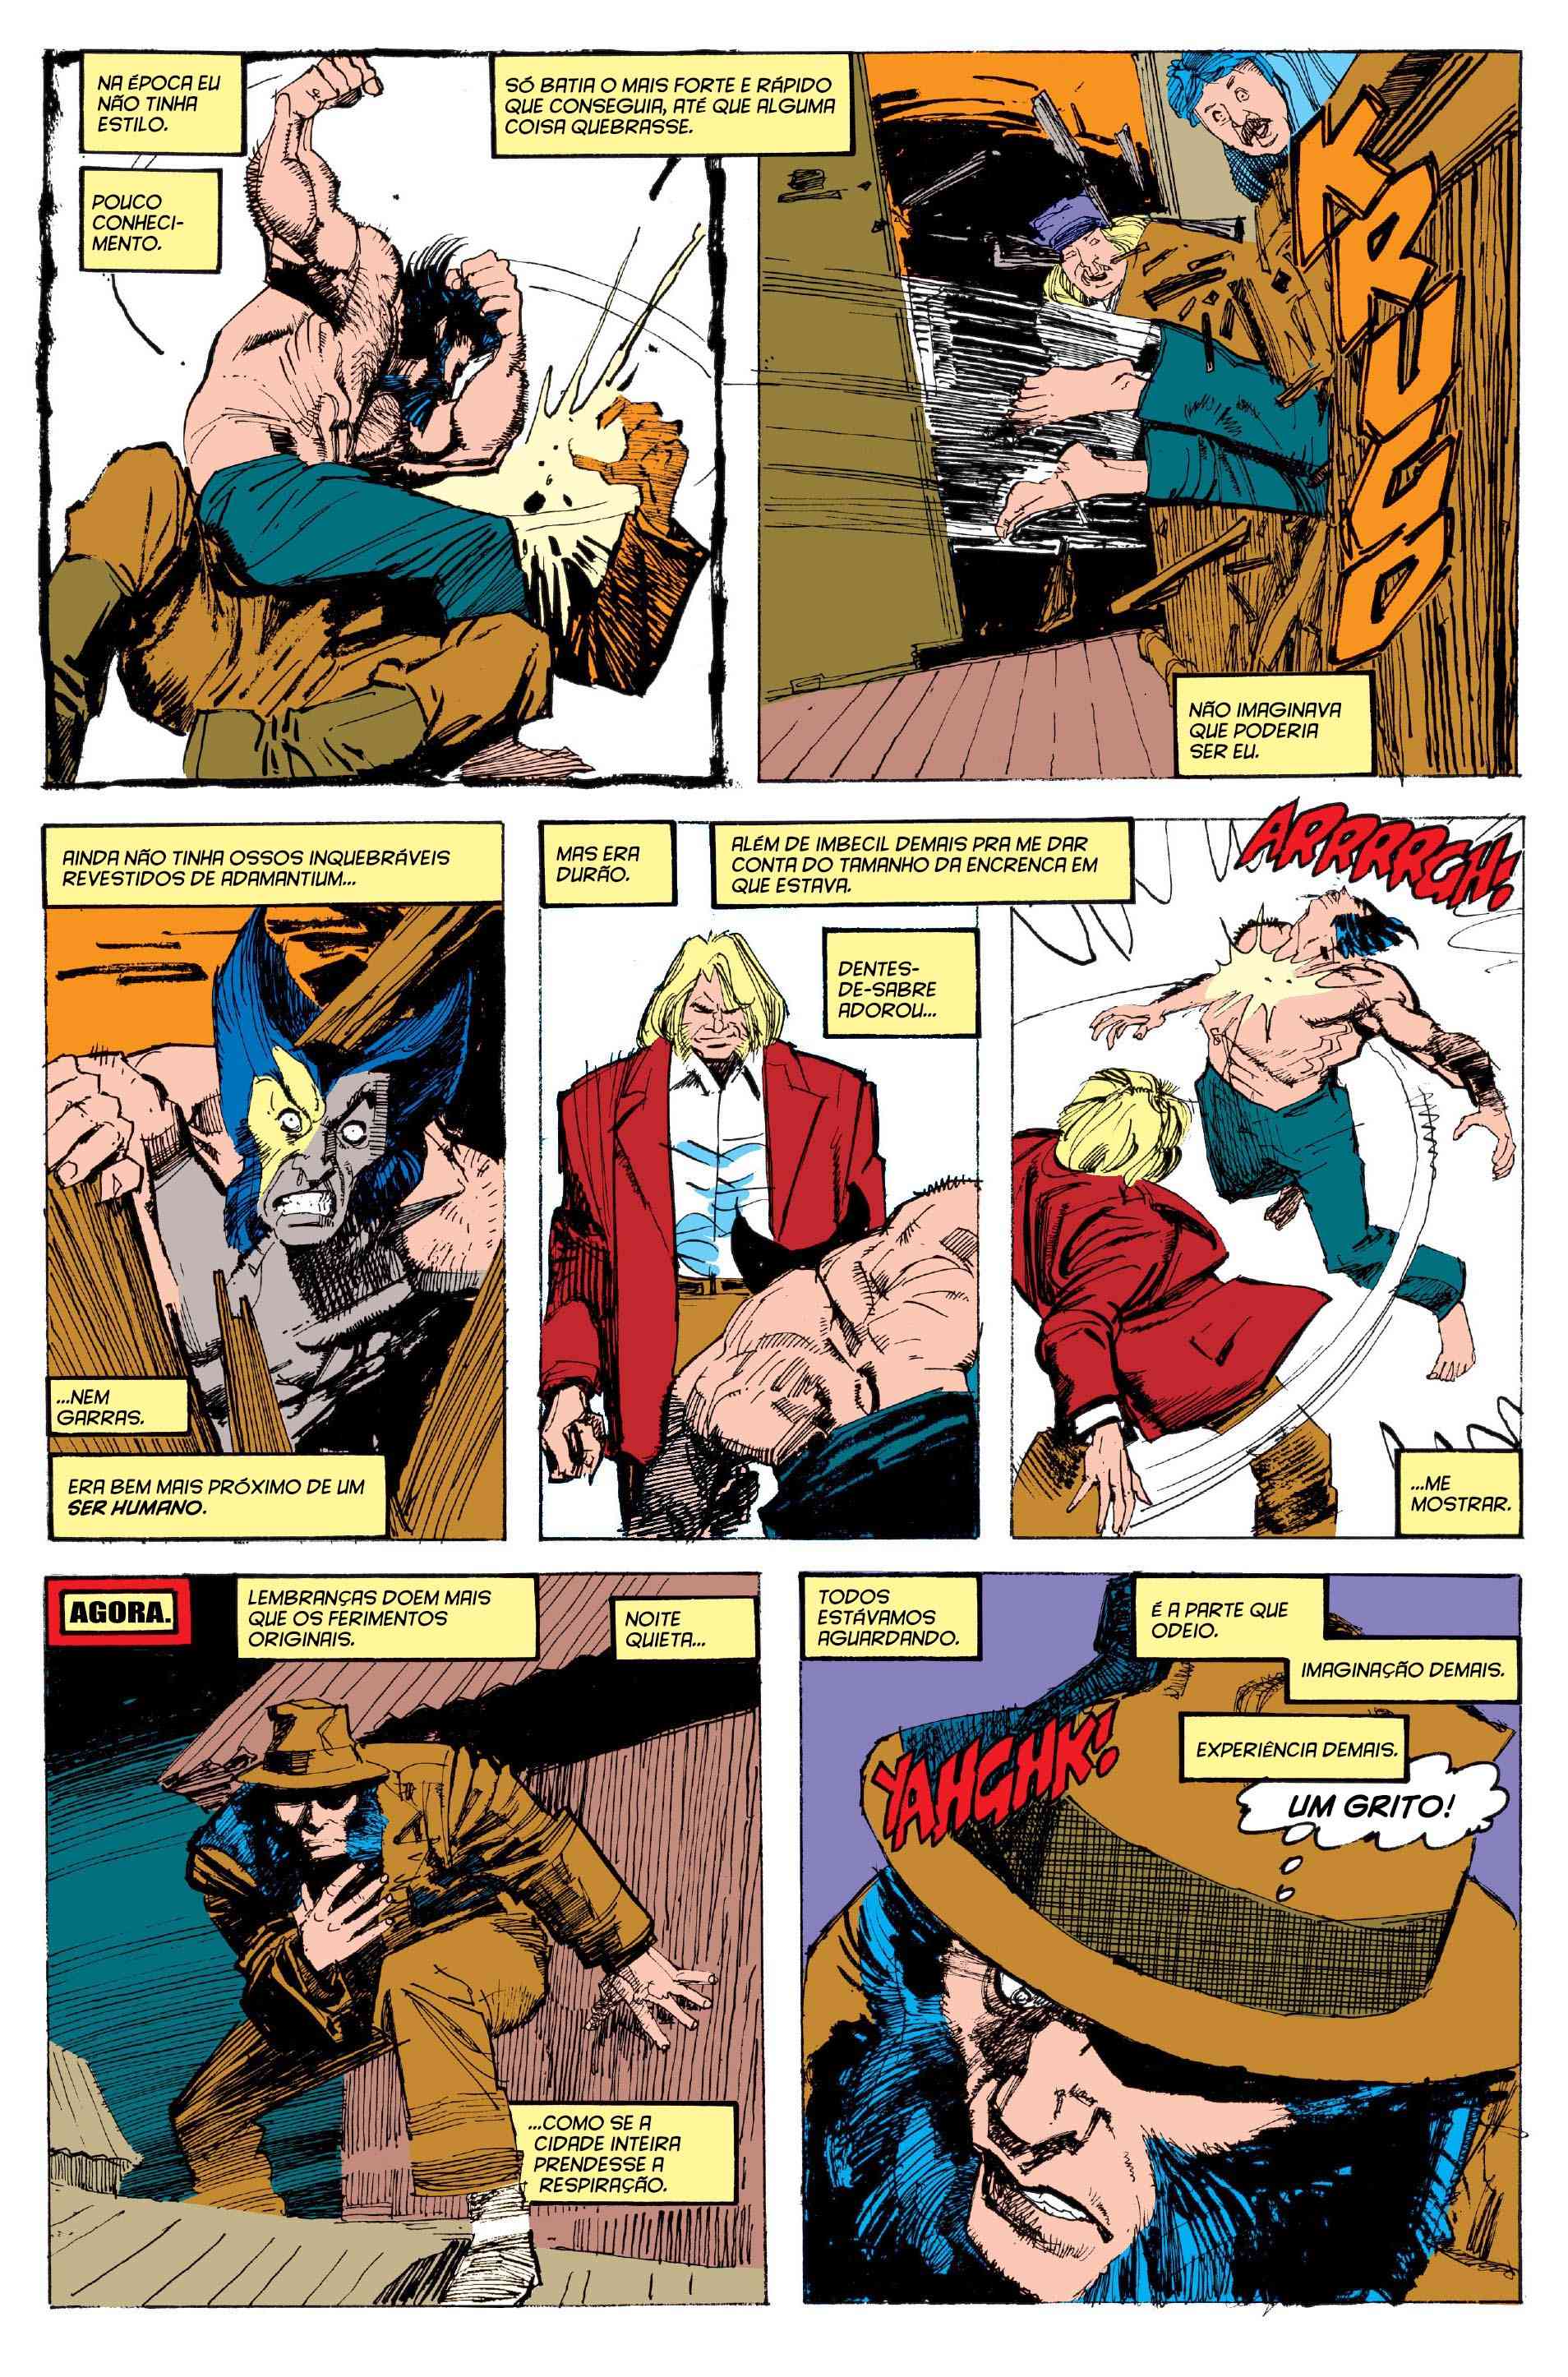 NA ÉPOCA EU
NÃO TINHA
ESTILO.
POUCO
CONHECI-
MENTO.
SÓ BATIA O MAIS FORTE E RÁPIDO
QUE CONSEGUIA, ATÉ QUE ALGUMA
COISA QUEBRASSE.
KRUUD
NÃO IMAGINAVA
QUE PODERIA
SER EU.
AINDA NÃO TINHA OSSOS INQUEBRÁVEIS
REVESTIDOS DE ADAMANTIUM...
...NEM
GARRAS.
ERA BEM MAIS PRÓXIMO DE UM
SER HUMANO.
MAS ERA
DURÃO.
ALÉM DE IMBECIL DEMAIS PRA ME DAR
CONTA DO TAMANHO DA ENCRENCA EM
QUE ESTAVA.
DENTES-
DE-SABRE
ADOROU...
ARRRRGH!
...ME
MOSTRAR.
AGORA.
LEMBRANÇAS DOEM MAIS
QUE OS FERIMENTOS
ORIGINAIS.
NOITE
QUIETA...
...COMO SE A
CIDADE INTEIRA
PRENDESSE A
RESPIRAÇÃO.
TODOS
ESTÁVAMOS
AGUARDANDO.
É A PARTE QUE
ODEIO.
IMAGINAÇÃO DEMAIS.
EXPERIÊNCIA DEMAIS.
YAHGHK!
UM GRITO!